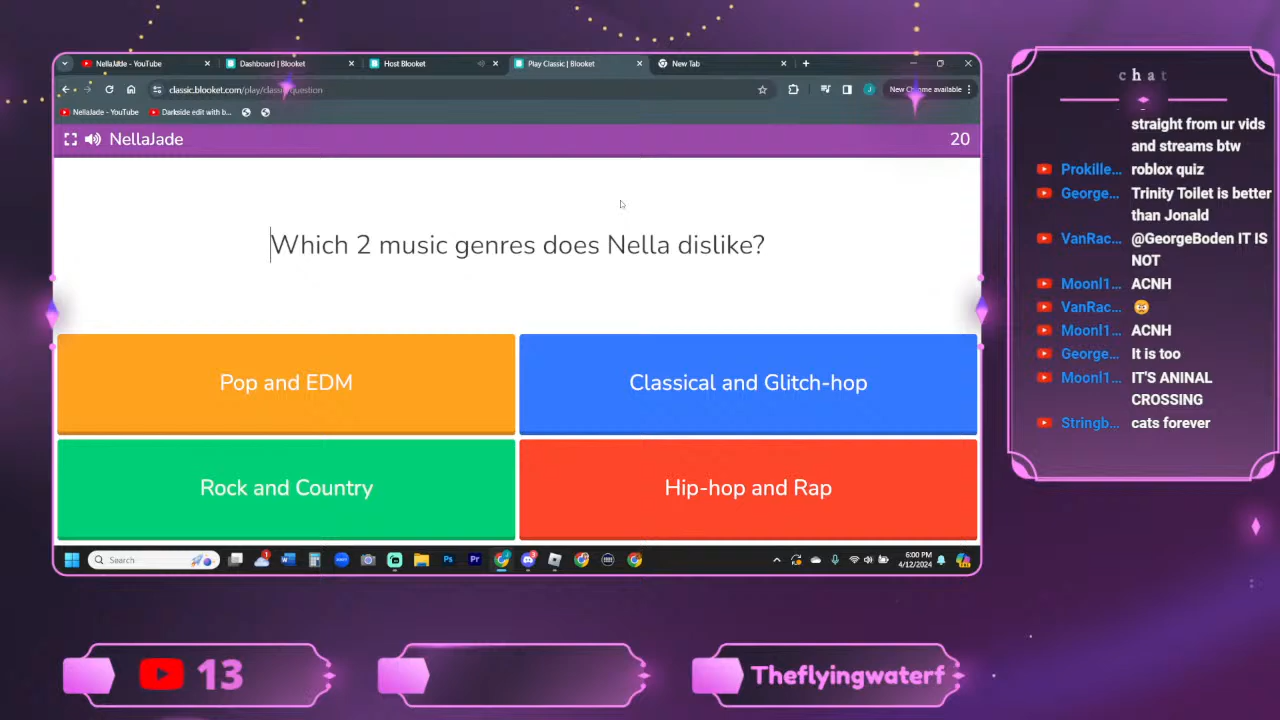 NellaJade - YouTube
Dashboard | Blooket
Host Blooket
Play Classic | Blooket
New Tab
classic.blooket.com/play/classic/question
New Chrome available
NellaJade - YouTube
Darkside edit with b...
NellaJade
20
Which 2 music genres does Nella dislike?
Pop and EDM
Classical and Glitch-hop
Rock and Country
Hip-hop and Rap
Search
6:00 PM
4/12/2024
chat
straight from ur vids
and streams btw
Prokille... roblox quiz
George... Trinity Toilet is better
than Jonald
VanRac... @GeorgeBoden IT IS
NOT
Moonl1... ACNH
VanRac...
Moonl1... ACNH
George... It is too
Moonl1... IT'S ANINAL
CROSSING
Stringb... cats forever
13
Theflyingwaterf